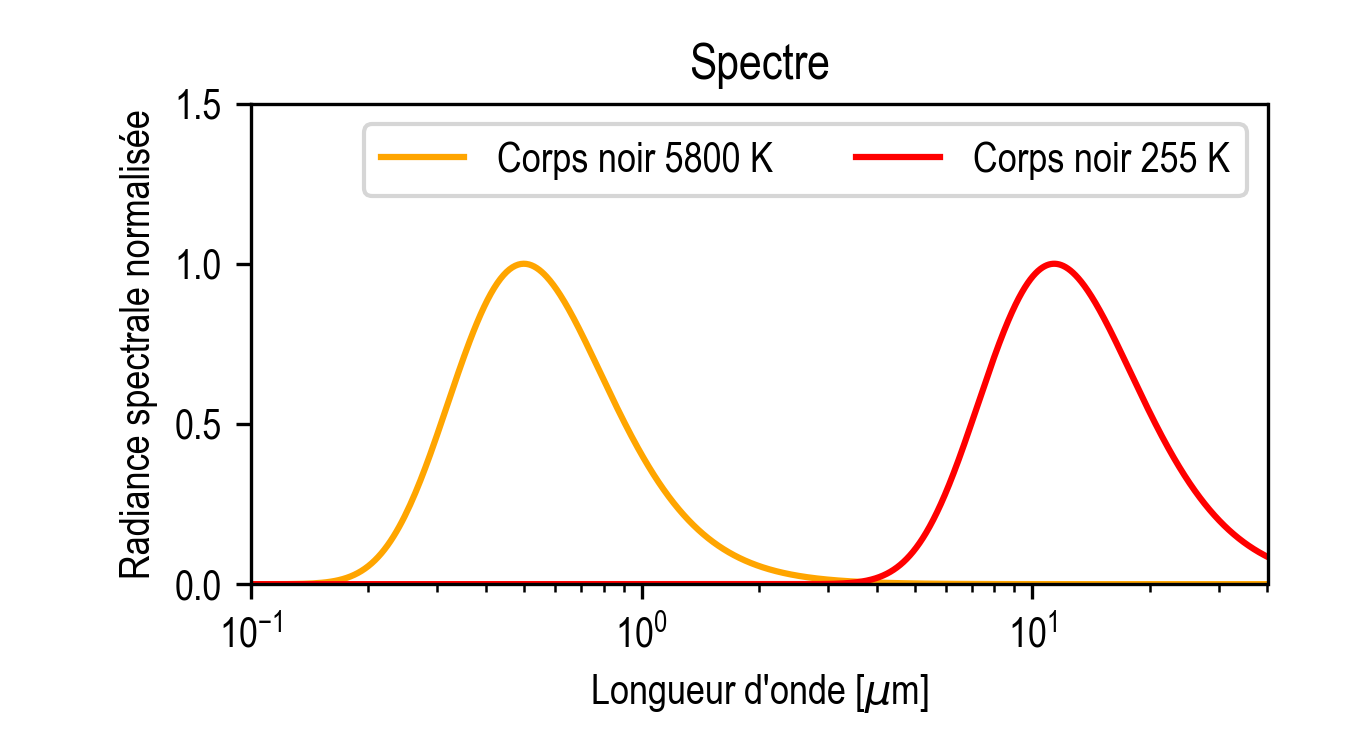 Spectre
Corps noir 5800 K
Corps noir 255 K
Radiance spectrale normalisée
1.5
1.0
0.5
0.0
10⁻¹
10⁰
10¹
Longueur d'onde [μm]